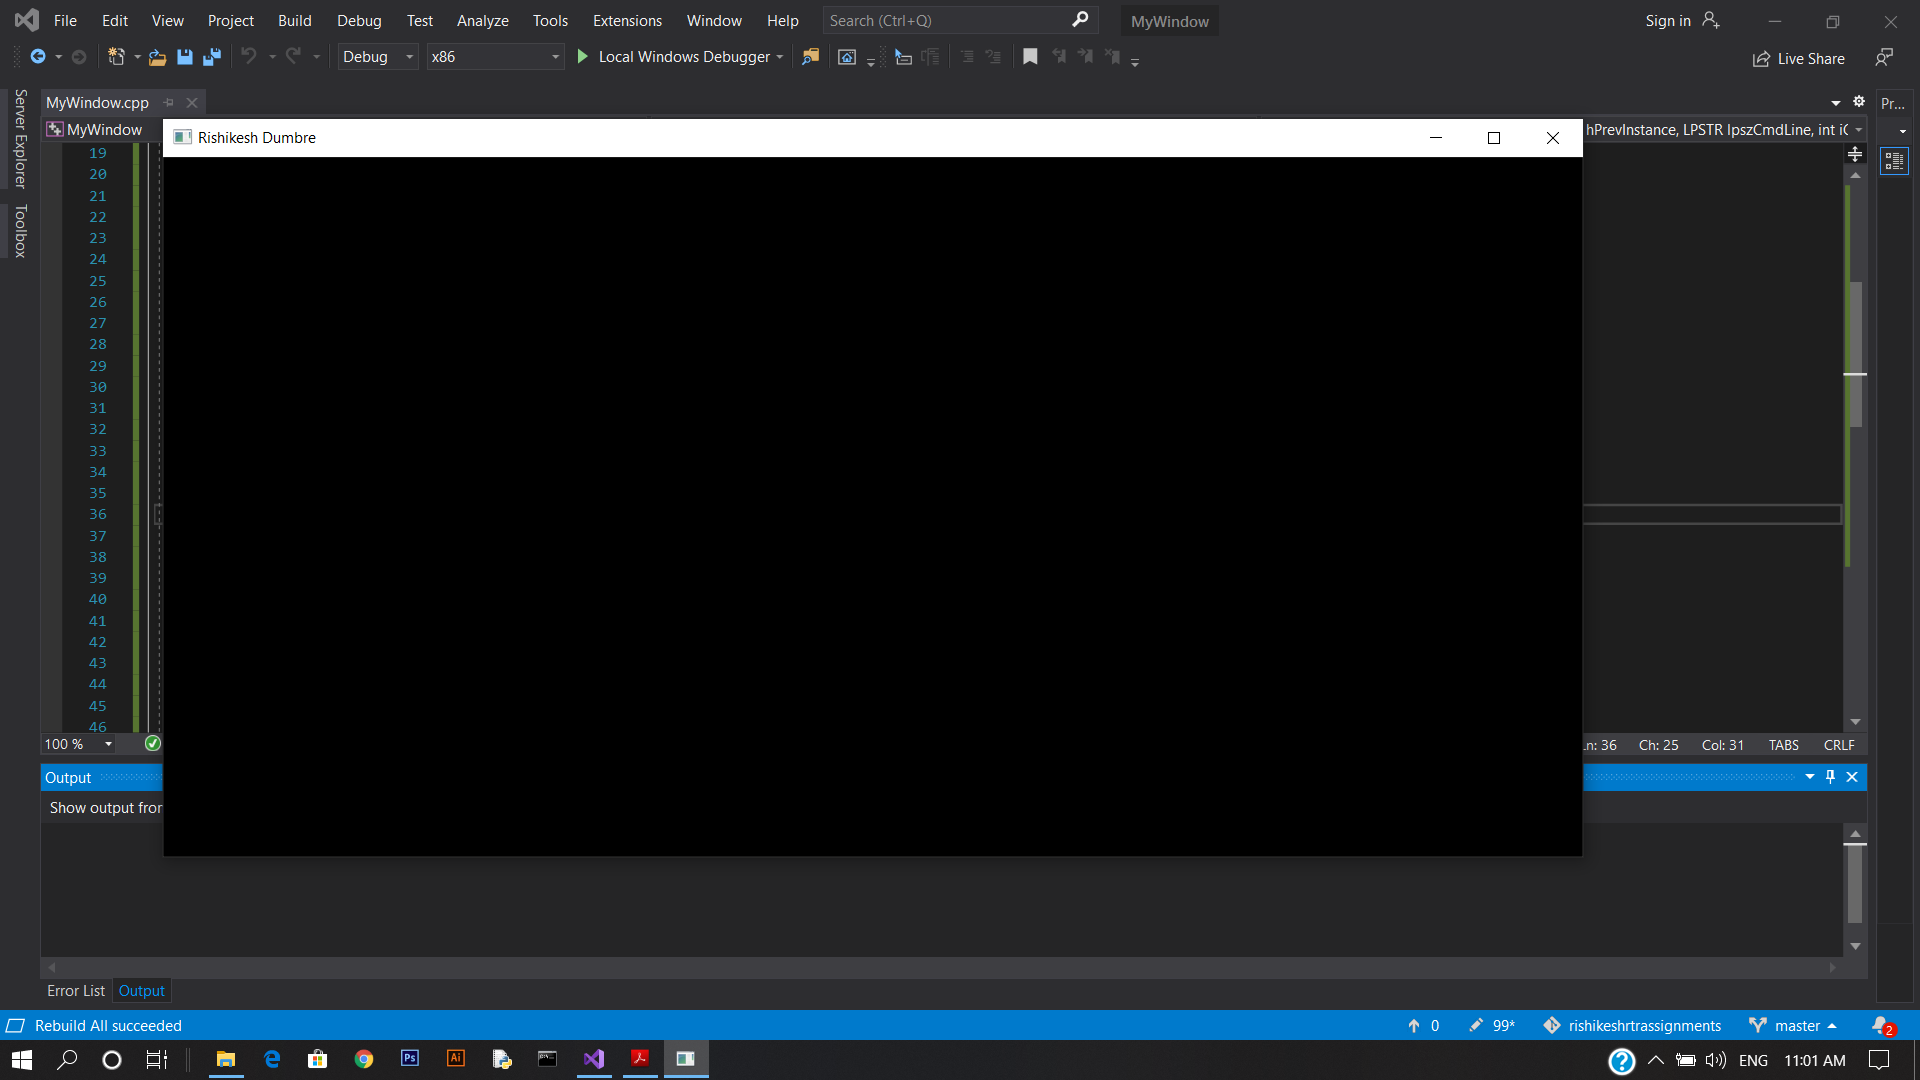 File Edit View Project Build Debug Test Analyze Tools Extensions Window Help Search (Ctrl+Q) MyWindow Sign in
Debug x86 Local Windows Debugger Live Share
Server Explorer
Toolbox
MyWindow.cpp
Pr...
MyWindow
hPrevInstance, LPSTR lpszCmdLine, int iC
Rishikesh Dumbre
19
20
21
22
23
24
25
26
27
28
29
30
31
32
33
34
35
36
37
38
39
40
41
42
43
44
45
46
100 % Ln: 36 Ch: 25 Col: 31 TABS CRLF
Output
Show output fror
Error List Output
Rebuild All succeeded 0 99* rishikeshrtrassignments master 2
Ps Ai ENG 11:01 AM